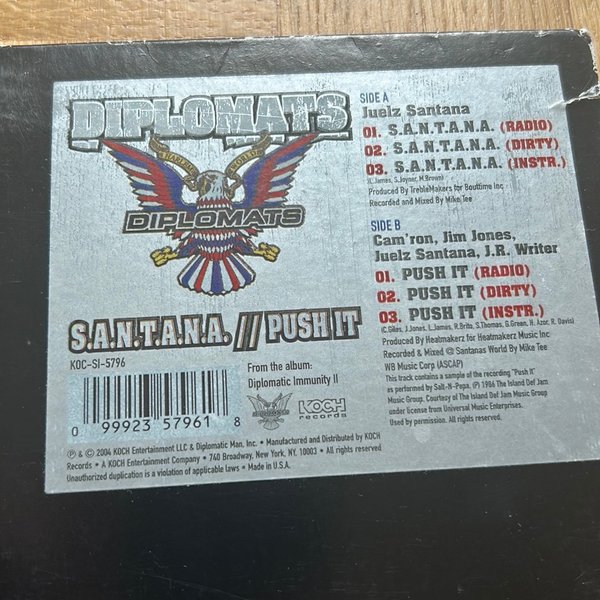 DIPLOMATS
DIPLOMATS
S.A.N.T.A.N.A. // PUSH IT
KOC-SI-5796
0 99923 57961 8
From the album:
Diplomatic Immunity II
DIPLOMATS
KOCH
records
SIDE A
Juelz Santana
01. S.A.N.T.A.N.A. (RADIO)
02. S.A.N.T.A.N.A. (DIRTY)
03. S.A.N.T.A.N.A. (INSTR.)
(L. James, S. Joyner, M. Brown)
Produced By TrebleMakers for Bouttime Inc
Recorded and Mixed By Mike Tee
SIDE B
Cam'ron, Jim Jones,
Juelz Santana, J.R. Writer
01. PUSH IT (RADIO)
02. PUSH IT (DIRTY)
03. PUSH IT (INSTR.)
(C. Giles, J. Jones, L. James, R. Brito, S. Thomas, G. Green, H. Azor, R. Davis)
Produced By Heatmakerz for Heatmakerz Music Inc
Recorded & Mixed @ Santanas World By Mike Tee
WB Music Corp (ASCAP)
This track contains a sample of the recording "Push It"
as performed by Salt-N-Pepa. (P) 1986 The Island Def Jam
Music Group. Courtesy of The Island Def Jam Music Group
under license from Universal Music Enterprises.
Used by permission. All rights reserved.
℗ & © 2004 KOCH Entertainment LLC & Diplomatic Man, Inc. • Manufactured and Distributed by KOCH
Records • A KOCH Entertainment Company • 740 Broadway, New York, NY, 10003 • All rights reserved.
Unauthorized duplication is a violation of applicable laws • Made in U.S.A.